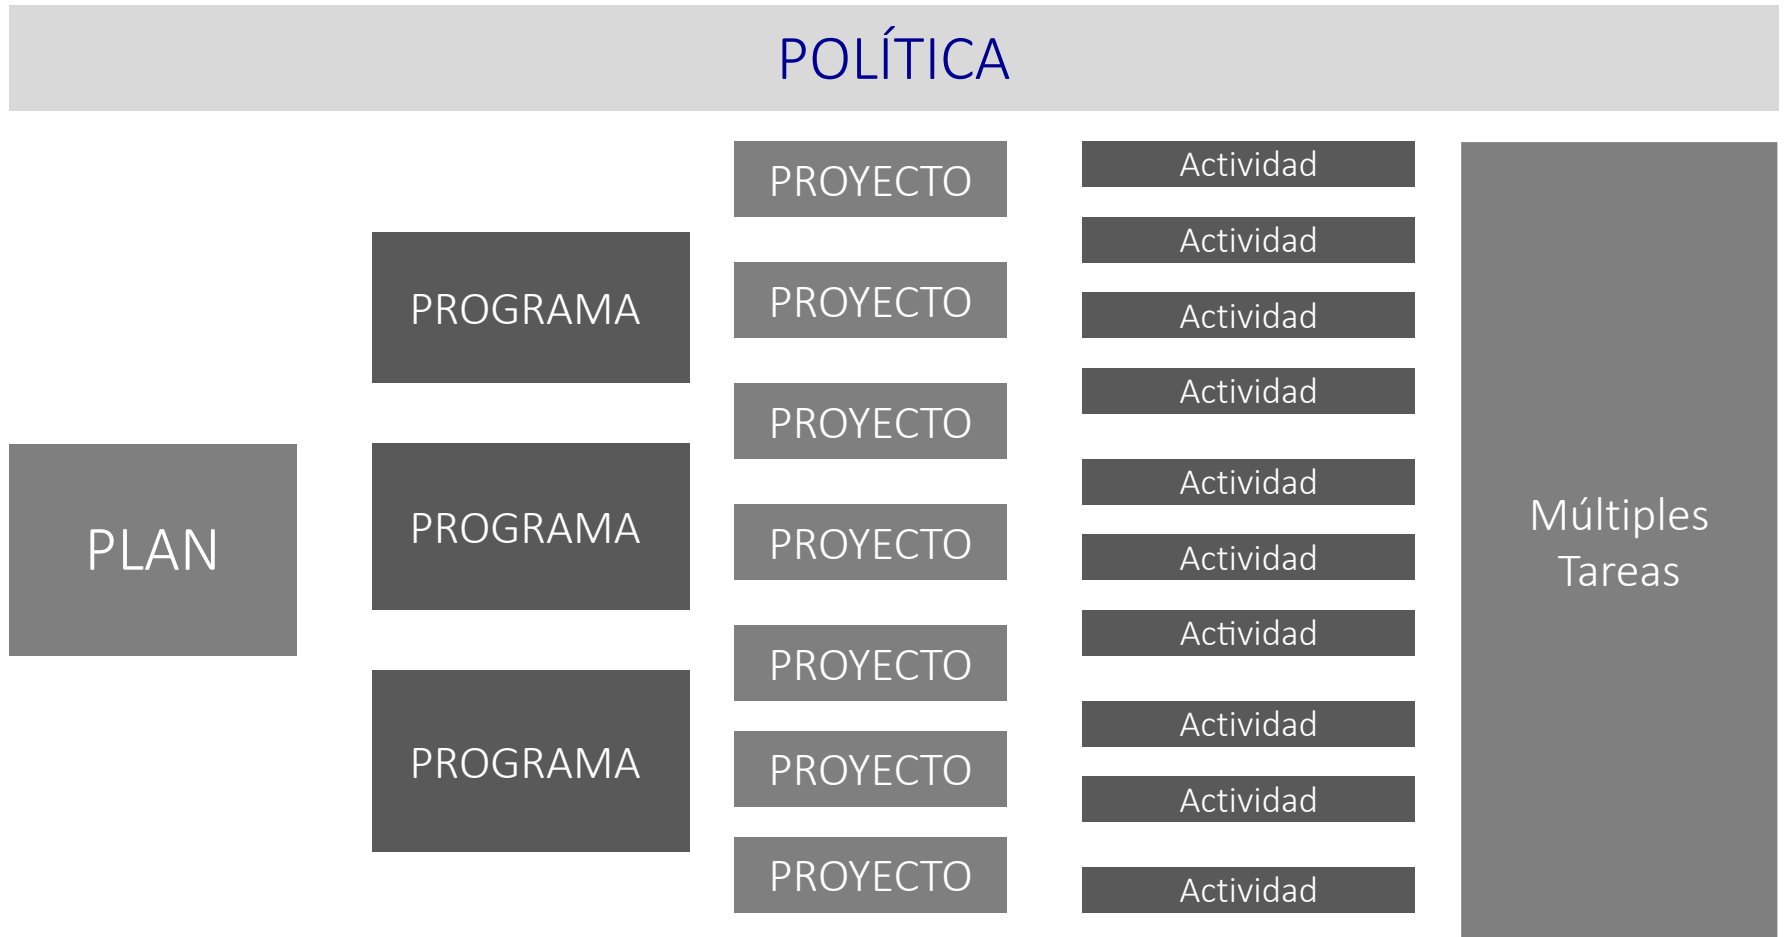 POLÍTICA
PLAN
PROGRAMA
PROGRAMA
PROGRAMA
PROYECTO
PROYECTO
PROYECTO
PROYECTO
PROYECTO
PROYECTO
PROYECTO
Actividad
Actividad
Actividad
Actividad
Actividad
Actividad
Actividad
Actividad
Actividad
Actividad
Múltiples
Tareas